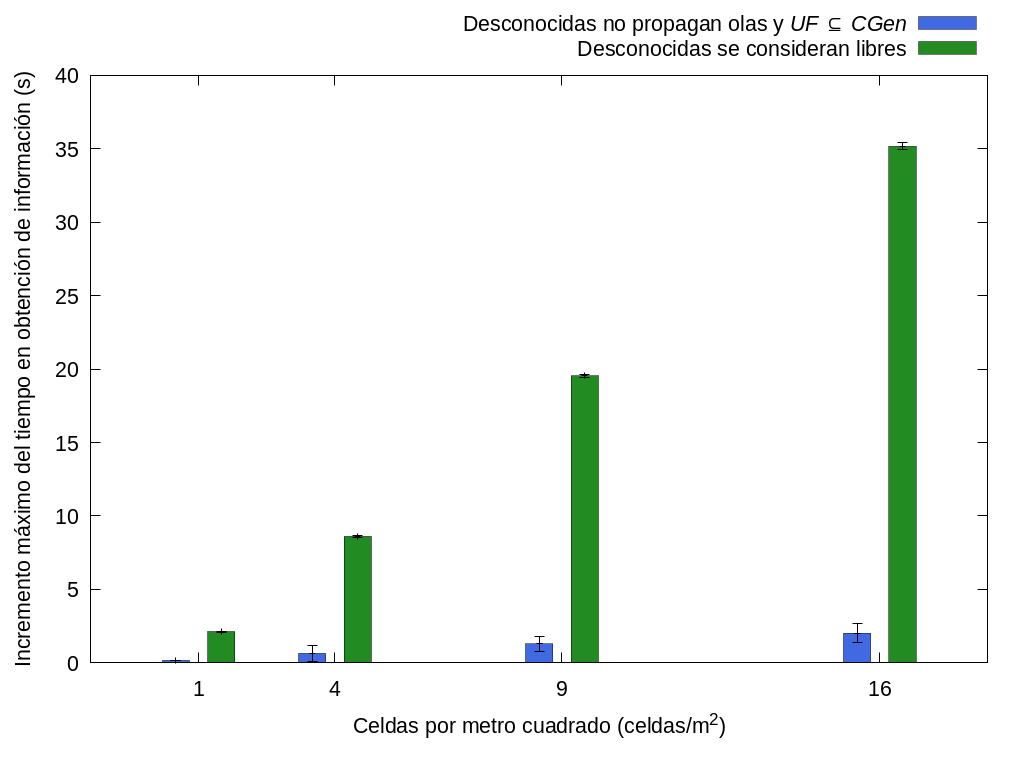 Desconocidas no propagan olas y UF ⊆ CGen
Desconocidas se consideran libres
Incremento máximo del tiempo en obtención de información (s)
40
35
30
25
20
15
10
5
0
1 4 9 16
Celdas por metro cuadrado (celdas/m²)